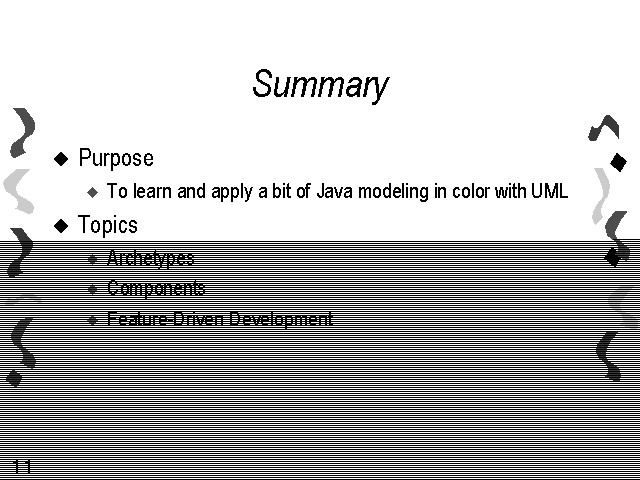 Summary
Purpose
To learn and apply a bit of Java modeling in color with UML
Topics
Archetypes
Components
Feature-Driven Development
11